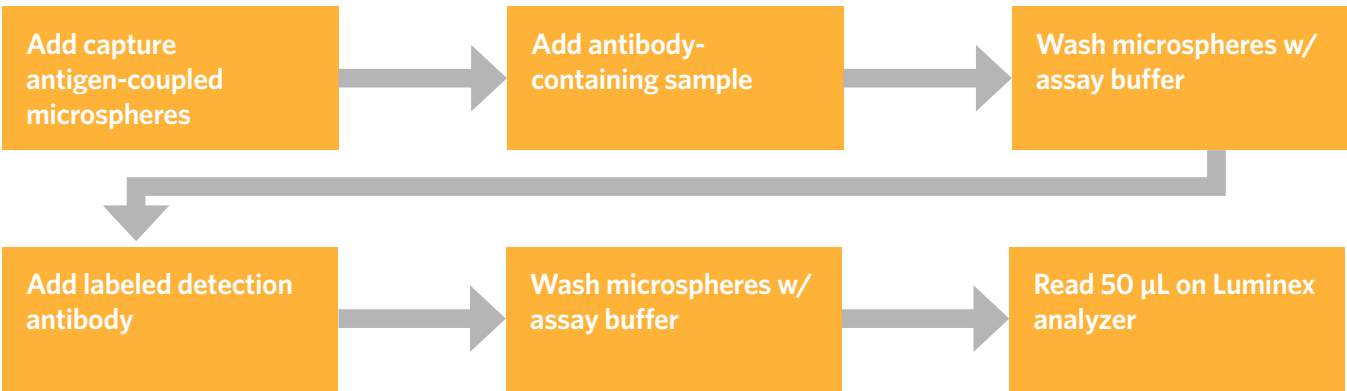 Add capture
antigen-coupled
microspheres
Add antibody-
containing sample
Wash microspheres w/
assay buffer
Add labeled detection
antibody
Wash microspheres w/
assay buffer
Read 50 µL on Luminex
analyzer